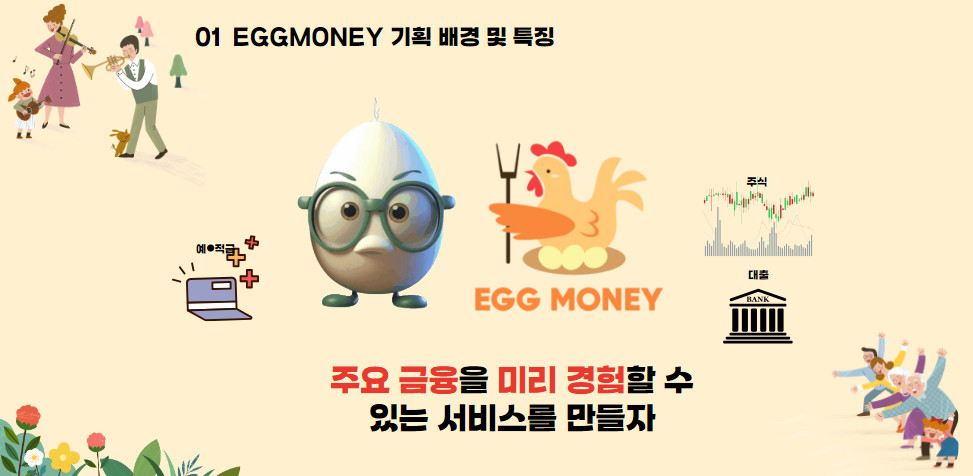 01 EGGMONEY 기획 배경 및 특징
주식
예●적금
대출
BANK
EGG MONEY
주요 금융을 미리 경험할 수
있는 서비스를 만들자